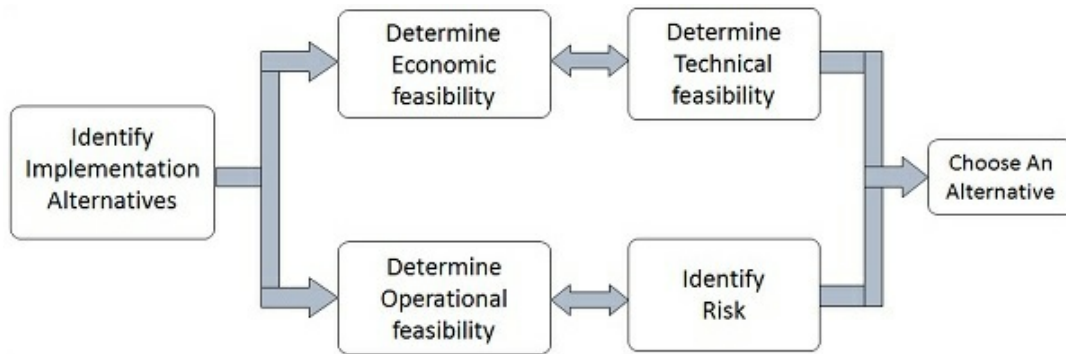 Identify
Implementation
Alternatives
Determine
Economic
feasibility
Determine
Technical
feasibility
Determine
Operational
feasibility
Identify
Risk
Choose An
Alternative